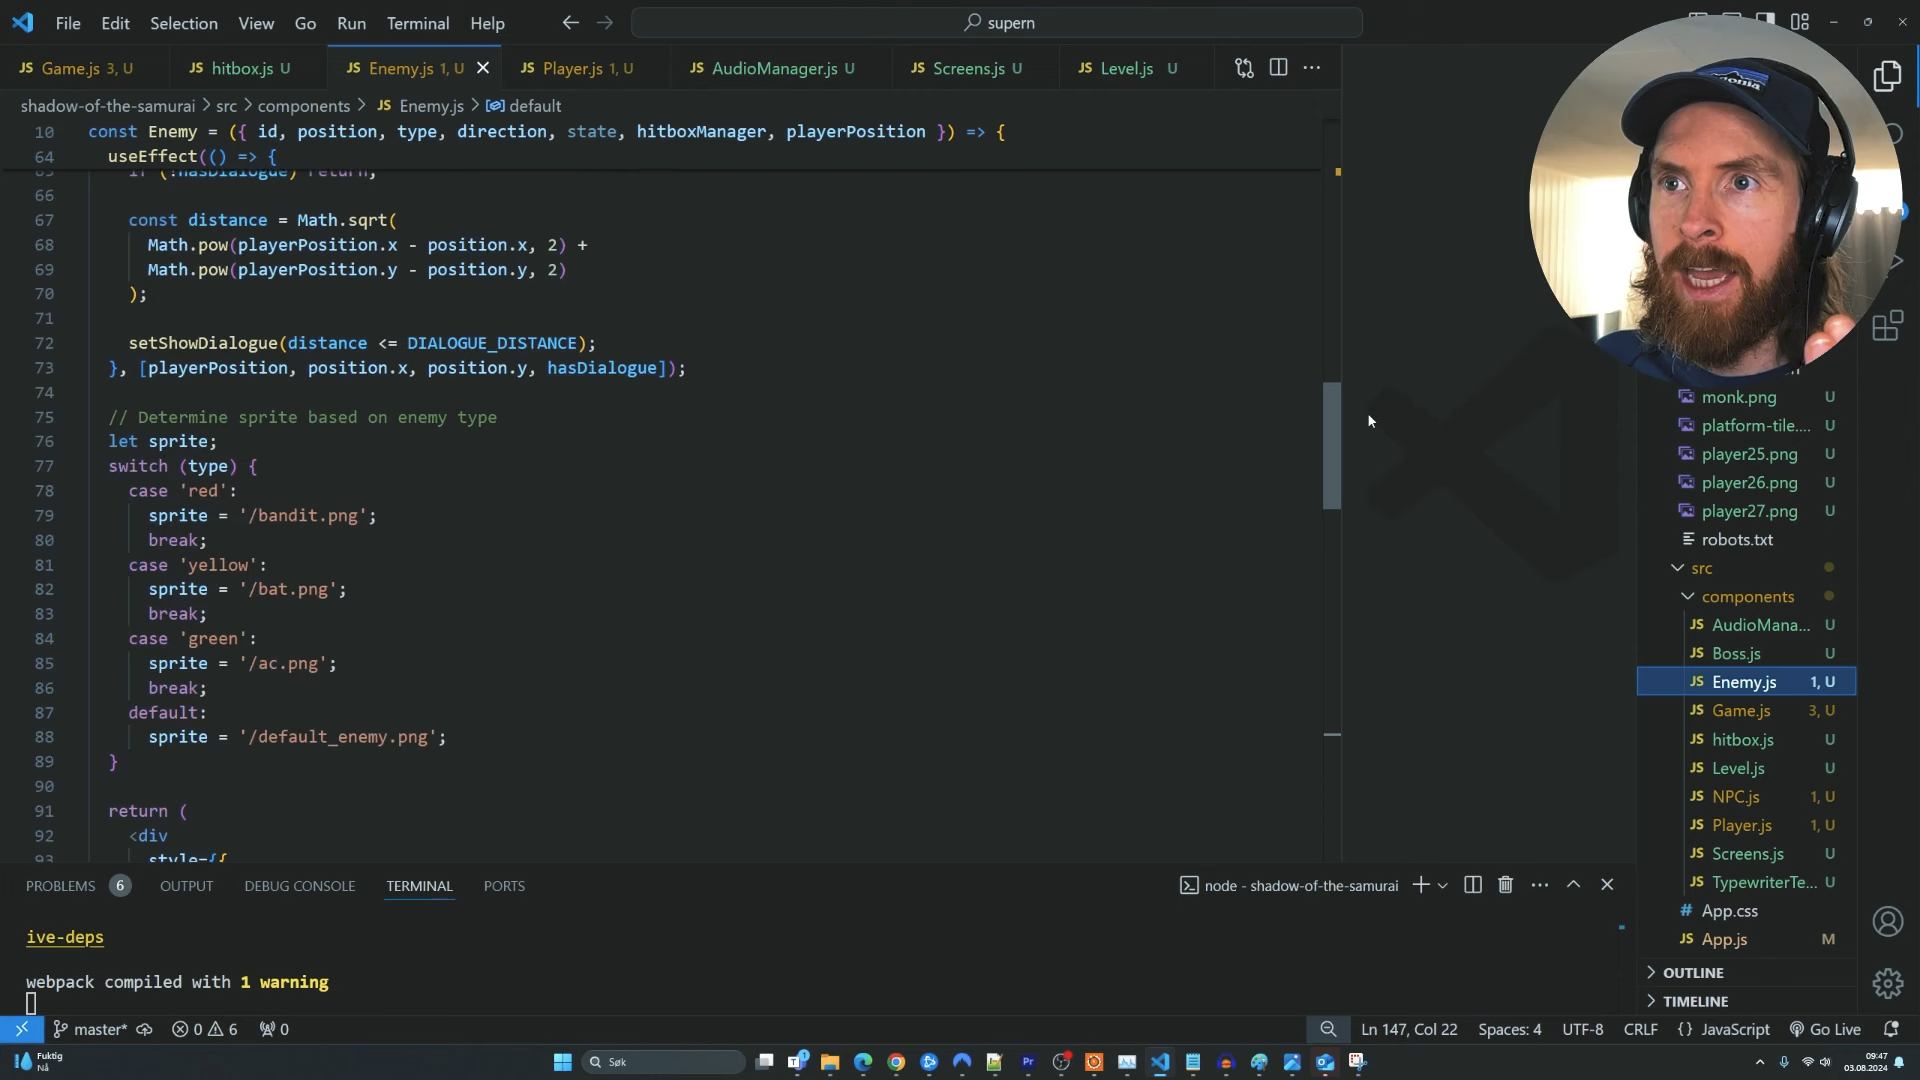 File Edit Selection View Go Run Terminal Help supern
JS Game.js 3, U JS hitbox.js U JS Enemy.js 1, U JS Player.js 1, U JS AudioManager.js U JS Screens.js U JS Level.js U
shadow-of-the-samurai > src > components > JS Enemy.js > default
10 const Enemy = ({ id, position, type, direction, state, hitboxManager, playerPosition }) => {
64 useEffect(() => {
65 if (!hasDialogue) return;
66
67 const distance = Math.sqrt(
68 Math.pow(playerPosition.x - position.x, 2) +
69 Math.pow(playerPosition.y - position.y, 2)
70 );
71
72 setShowDialogue(distance <= DIALOGUE_DISTANCE);
73 }, [playerPosition, position.x, position.y, hasDialogue]);
74
75 // Determine sprite based on enemy type
76 let sprite;
77 switch (type) {
78 case 'red':
79 sprite = '/bandit.png';
80 break;
81 case 'yellow':
82 sprite = '/bat.png';
83 break;
84 case 'green':
85 sprite = '/ac.png';
86 break;
87 default:
88 sprite = '/default_enemy.png';
89 }
90
91 return (
92 <div
93 style={{
monk.png U
platform-tile.... U
player25.png U
player26.png U
player27.png U
robots.txt
src
components
JS AudioMana... U
JS Boss.js U
JS Enemy.js 1, U
JS Game.js 3, U
JS hitbox.js U
JS Level.js U
JS NPC.js 1, U
JS Player.js 1, U
JS Screens.js U
JS TypewriterTe... U
# App.css
JS App.js M
OUTLINE
TIMELINE
PROBLEMS 6 OUTPUT DEBUG CONSOLE TERMINAL PORTS node - shadow-of-the-samurai
ive-deps
webpack compiled with 1 warning
master* 0 6 0 Ln 147, Col 22 Spaces: 4 UTF-8 CRLF {} JavaScript Go Live
Fuktig
Nå
Søk
09:47
03.08.2024